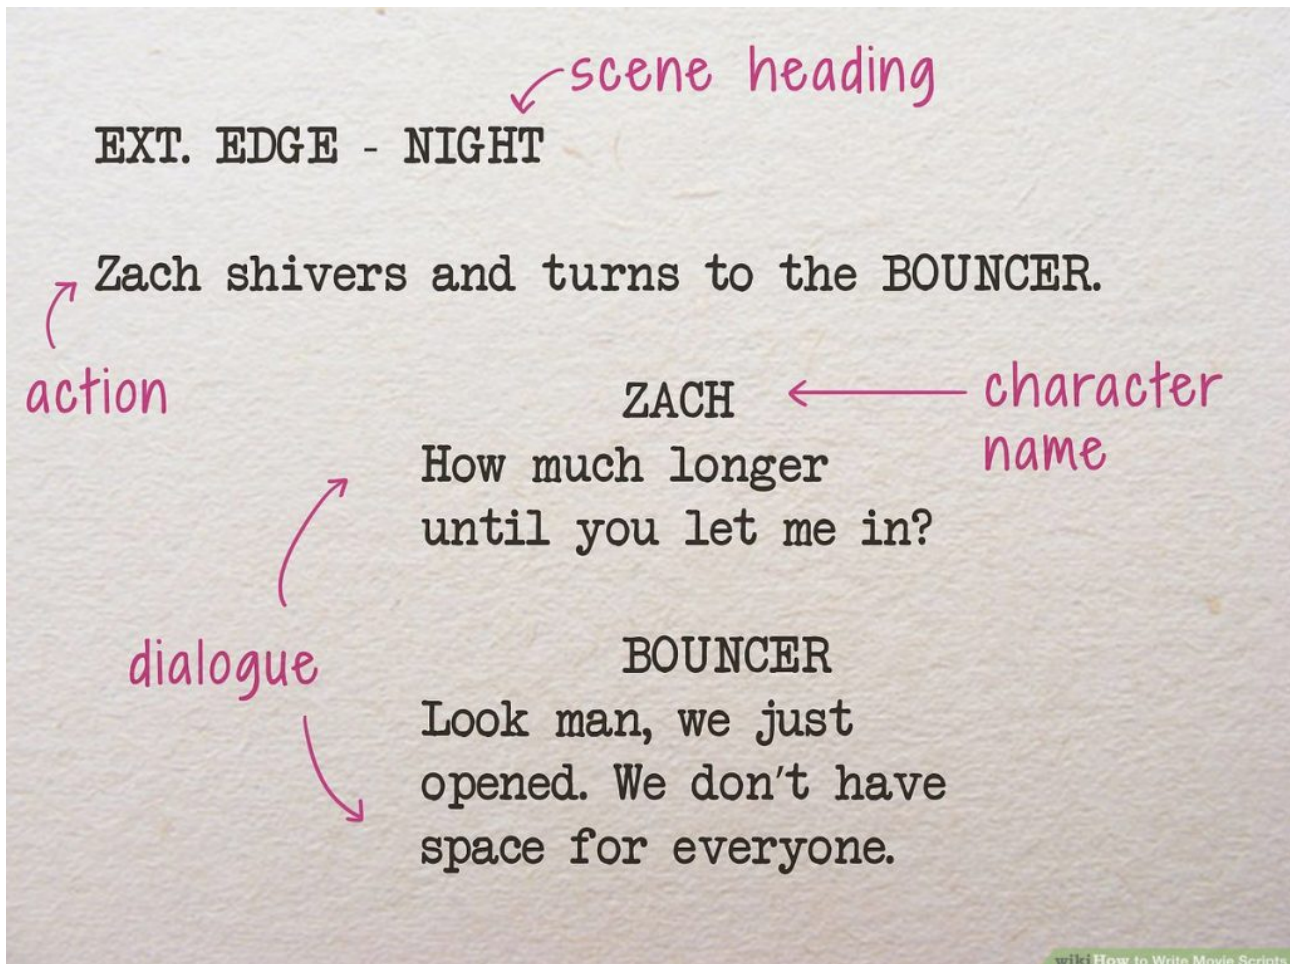 scene heading
EXT. EDGE - NIGHT
Zach shivers and turns to the BOUNCER.
action
ZACH
character
name
How much longer
until you let me in?
dialogue
BOUNCER
Look man, we just
opened. We don't have
space for everyone.
wikiHow to Write Movie Scripts